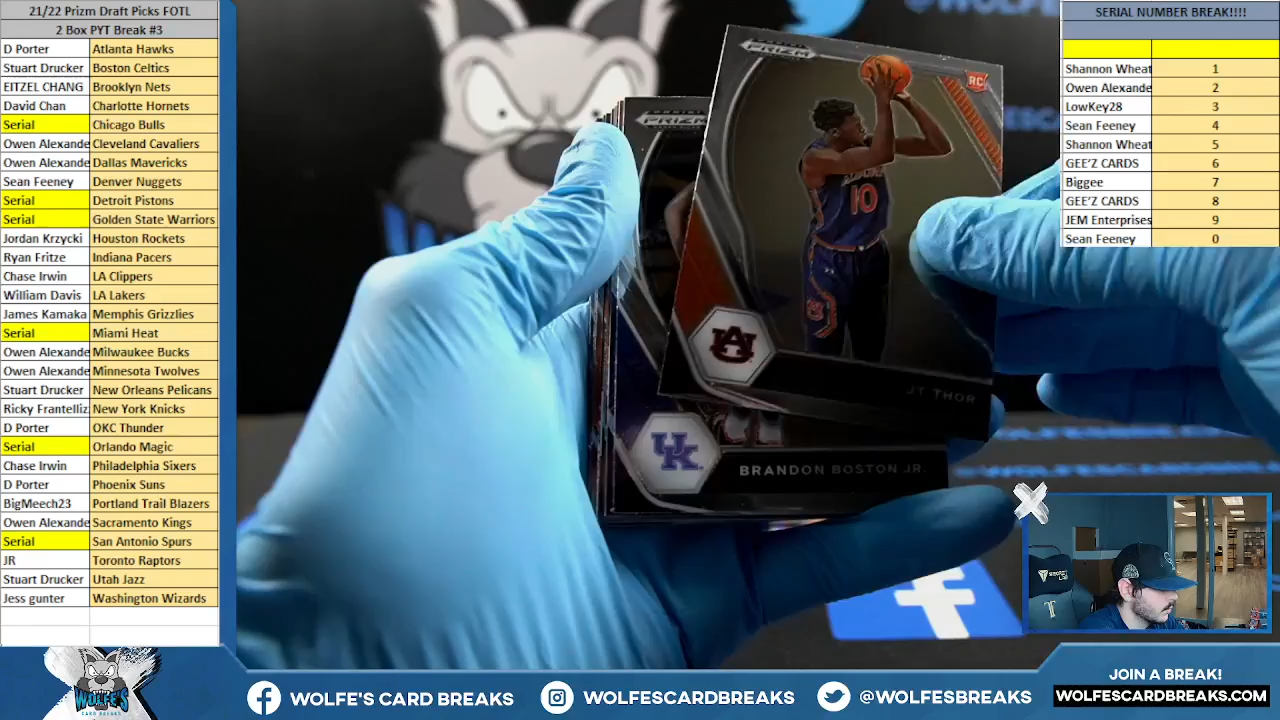 21/22 Prizm Draft Picks FOTL
2 Box PYT Break #3
D Porter Atlanta Hawks
Stuart Drucker Boston Celtics
EITZEL CHANG Brooklyn Nets
David Chan Charlotte Hornets
Serial Chicago Bulls
Owen Alexande Cleveland Cavaliers
Owen Alexande Dallas Mavericks
Sean Feeney Denver Nuggets
Serial Detroit Pistons
Serial Golden State Warriors
Jordan Krzycki Houston Rockets
Ryan Fritze Indiana Pacers
Chase Irwin LA Clippers
William Davis LA Lakers
James Kamaka Memphis Grizzlies
Serial Miami Heat
Owen Alexande Milwaukee Bucks
Owen Alexande Minnesota Twolves
Stuart Drucker New Orleans Pelicans
Ricky Frantelliz New York Knicks
D Porter OKC Thunder
Serial Orlando Magic
Chase Irwin Philadelphia Sixers
D Porter Phoenix Suns
BigMeech23 Portland Trail Blazers
Owen Alexande Sacramento Kings
Serial San Antonio Spurs
JR Toronto Raptors
Stuart Drucker Utah Jazz
Jess gunter Washington Wizards
SERIAL NUMBER BREAK!!!!
Shannon Wheat 1
Owen Alexande 2
LowKey28 3
Sean Feeney 4
Shannon Wheat 5
GEE'Z CARDS 6
Biggee 7
GEE'Z CARDS 8
JEM Enterprises 9
Sean Feeney 0
PRIZM
RC
10
AU
JT THOR
PRIZM
UK
BRANDON BOSTON JR.
WOLFE'S
CARD BREAKS
WOLFE'S CARD BREAKS
WOLFESCARDBREAKS
@WOLFESBREAKS
JOIN A BREAK!
WOLFESCARDBREAKS.COM